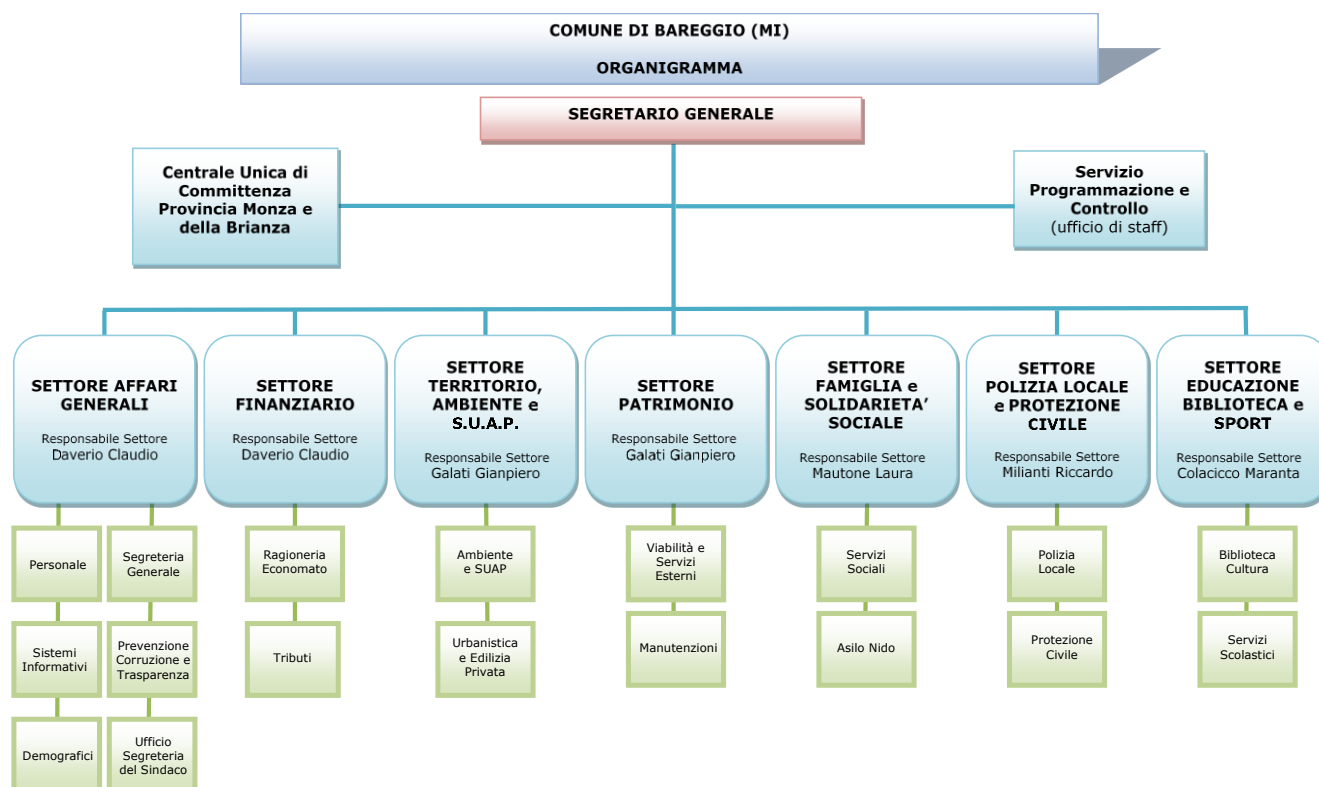 COMUNE DI BAREGGIO (MI)
ORGANIGRAMMA
SEGRETARIO GENERALE
Centrale Unica di
Committenza
Provincia Monza e
della Brianza
Servizio
Programmazione e
Controllo
(ufficio di staff)
SETTORE AFFARI
GENERALI
Responsabile Settore
Daverio Claudio
SETTORE
FINANZIARIO
Responsabile Settore
Daverio Claudio
SETTORE
TERRITORIO,
AMBIENTE e
S.U.A.P.
Responsabile Settore
Galati Gianpiero
SETTORE
PATRIMONIO
Responsabile Settore
Galati Gianpiero
SETTORE
FAMIGLIA e
SOLIDARIETA’
SOCIALE
Responsabile Settore
Mautone Laura
SETTORE
POLIZIA LOCALE
e PROTEZIONE
CIVILE
Responsabile Settore
Milianti Riccardo
SETTORE
EDUCAZIONE
BIBLIOTECA e
SPORT
Responsabile Settore
Colacicco Maranta
Personale
Segreteria
Generale
Ragioneria
Economato
Ambiente
e SUAP
Viabilità e
Servizi
Esterni
Servizi
Sociali
Polizia
Locale
Biblioteca
Cultura
Sistemi
Informativi
Prevenzione
Corruzione e
Trasparenza
Tributi
Urbanistica
e Edilizia
Privata
Manutenzioni
Asilo Nido
Protezione
Civile
Servizi
Scolastici
Demografici
Ufficio
Segreteria
del Sindaco